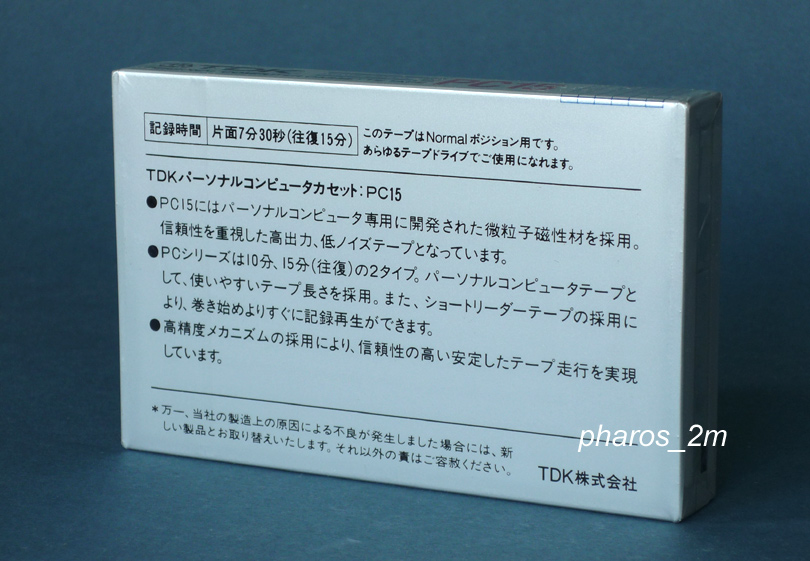 TDK
PC15
記録時間 片面7分30秒(往復15分)
このテープはNormalポジション用です。
あらゆるテープドライブでご使用になれます。
TDKパーソナルコンピュータカセット:PC15
●PC15にはパーソナルコンピュータ専用に開発された微粒子磁性材を採用。
信頼性を重視した高出力、低ノイズテープとなっています。
●PCシリーズは10分、15分(往復)の2タイプ。パーソナルコンピュータテープと
して、使いやすいテープ長さを採用。また、ショートリーダーテープの採用に
より、巻き始めよりすぐに記録再生ができます。
●高精度メカニズムの採用により、信頼性の高い安定したテープ走行を実現
しています。
*万一、当社の製造上の原因による不良が発生しました場合には、新
しい製品とお取り替えいたします。それ以外の責はご容赦ください。
TDK株式会社
pharos_2m